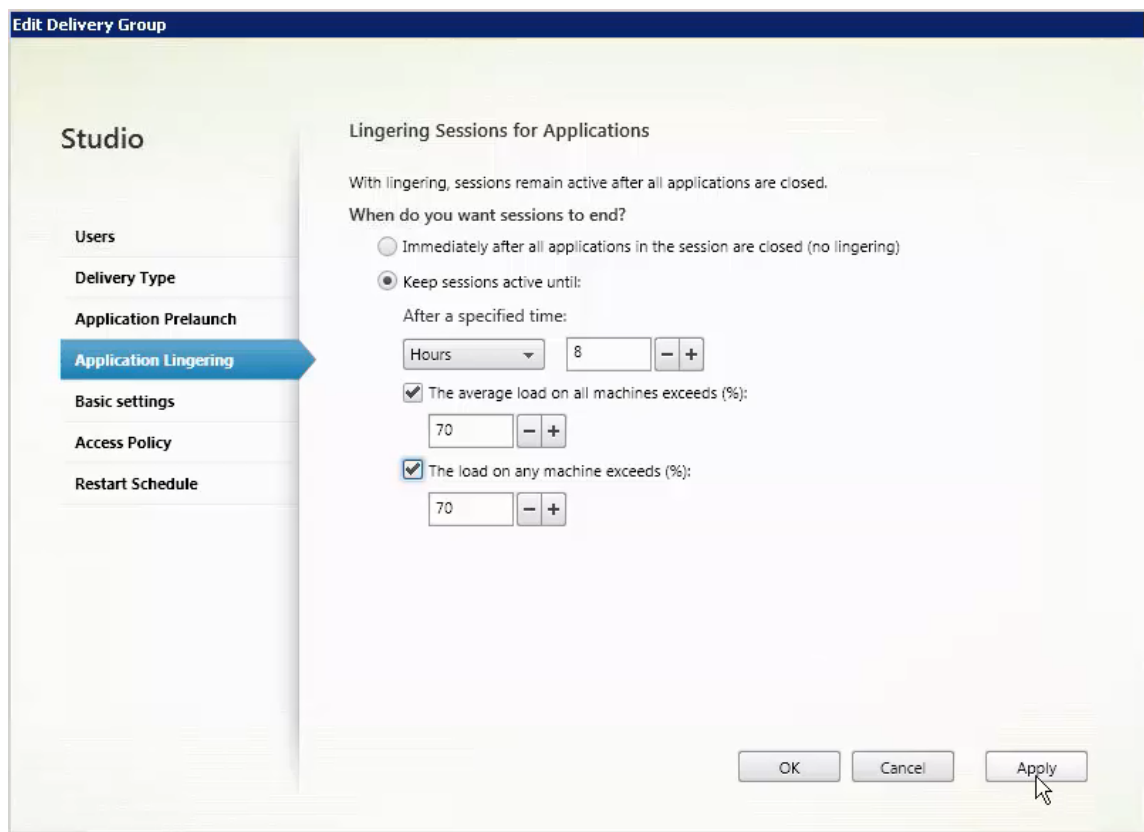 Edit Delivery Group
Studio
Users
Delivery Type
Application Prelaunch
Application Lingering
Basic settings
Access Policy
Restart Schedule
Lingering Sessions for Applications
With lingering, sessions remain active after all applications are closed.
When do you want sessions to end?
Immediately after all applications in the session are closed (no lingering)
Keep sessions active until:
After a specified time:
Hours 8 − +
The average load on all machines exceeds (%):
70 − +
The load on any machine exceeds (%):
70 − +
OK Cancel Apply